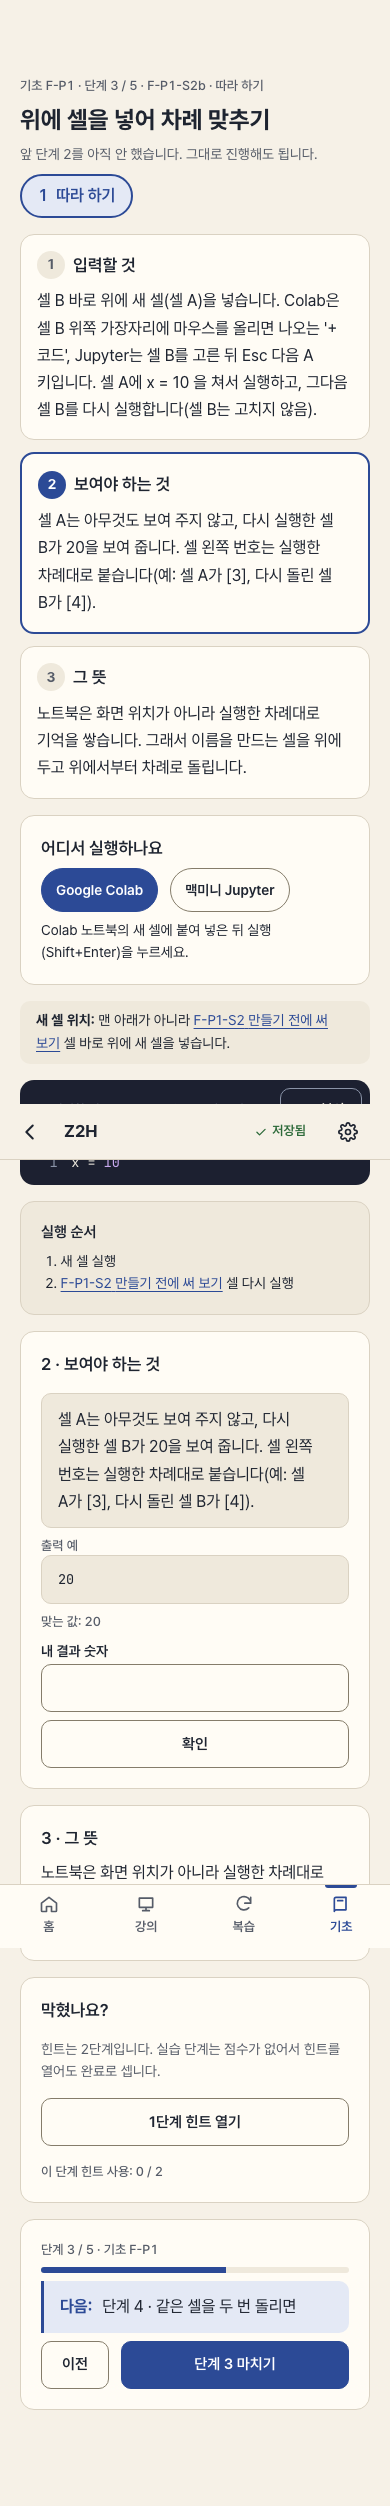 기초 F-P1 · 단계 3 / 5 · F-P1-S2b · 따라 하기
위에 셀을 넣어 차례 맞추기
앞 단계 2를 아직 안 했습니다. 그대로 진행해도 됩니다.
1 따라 하기
1 입력할 것
셀 B 바로 위에 새 셀(셀 A)을 넣습니다. Colab은
셀 B 위쪽 가장자리에 마우스를 올리면 나오는 '+
코드', Jupyter는 셀 B를 고른 뒤 Esc 다음 A
키입니다. 셀 A에 x = 10 을 쳐서 실행하고, 그다음
셀 B를 다시 실행합니다(셀 B는 고치지 않음).
2 보여야 하는 것
셀 A는 아무것도 보여 주지 않고, 다시 실행한 셀
B가 20을 보여 줍니다. 셀 왼쪽 번호는 실행한
차례대로 붙습니다(예: 셀 A가 [3], 다시 돌린 셀
B가 [4]).
3 그 뜻
노트북은 화면 위치가 아니라 실행한 차례대로
기억을 쌓습니다. 그래서 이름을 만드는 셀을 위에
두고 위에서부터 차례로 돌립니다.
어디서 실행하나요
Google Colab
맥미니 Jupyter
Colab 노트북의 새 셀에 붙여 넣은 뒤 실행
(Shift+Enter)을 누르세요.
새 셀 위치: 맨 아래가 아니라 F-P1-S2 만들기 전에 써
보기 셀 바로 위에 새 셀을 넣습니다.
Z2H
저장됨
1 x = 10
실행 순서
1. 새 셀 실행
2. F-P1-S2 만들기 전에 써 보기 셀 다시 실행
2 · 보여야 하는 것
셀 A는 아무것도 보여 주지 않고, 다시
실행한 셀 B가 20을 보여 줍니다. 셀 왼쪽
번호는 실행한 차례대로 붙습니다(예: 셀
A가 [3], 다시 돌린 셀 B가 [4]).
출력 예
20
맞는 값: 20
내 결과 숫자
확인
3 · 그 뜻
노트북은 화면 위치가 아니라 실행한 차례대로
홈
강의
복습
기초
막혔나요?
힌트는 2단계입니다. 실습 단계는 점수가 없어서 힌트를
열어도 완료로 셉니다.
1단계 힌트 열기
이 단계 힌트 사용: 0 / 2
단계 3 / 5 · 기초 F-P1
다음: 단계 4 · 같은 셀을 두 번 돌리면
이전
단계 3 마치기